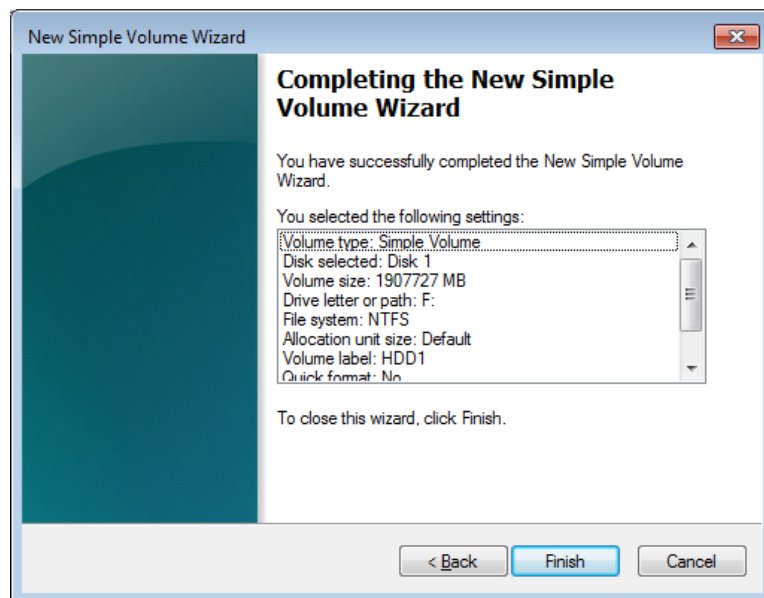 New Simple Volume Wizard
Completing the New Simple
Volume Wizard
You have successfully completed the New Simple Volume
Wizard.
You selected the following settings:
Volume type: Simple Volume
Disk selected: Disk 1
Volume size: 1907727 MB
Drive letter or path: F:
File system: NTFS
Allocation unit size: Default
Volume label: HDD1
Quick format: No
To close this wizard, click Finish.
< Back
Finish
Cancel